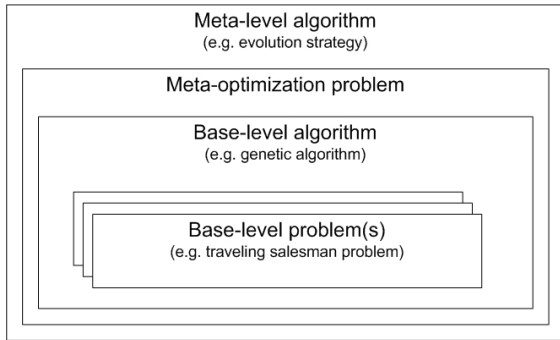 Meta-level algorithm
(e.g. evolution strategy)
Meta-optimization problem
Base-level algorithm
(e.g. genetic algorithm)
Base-level problem(s)
(e.g. traveling salesman problem)